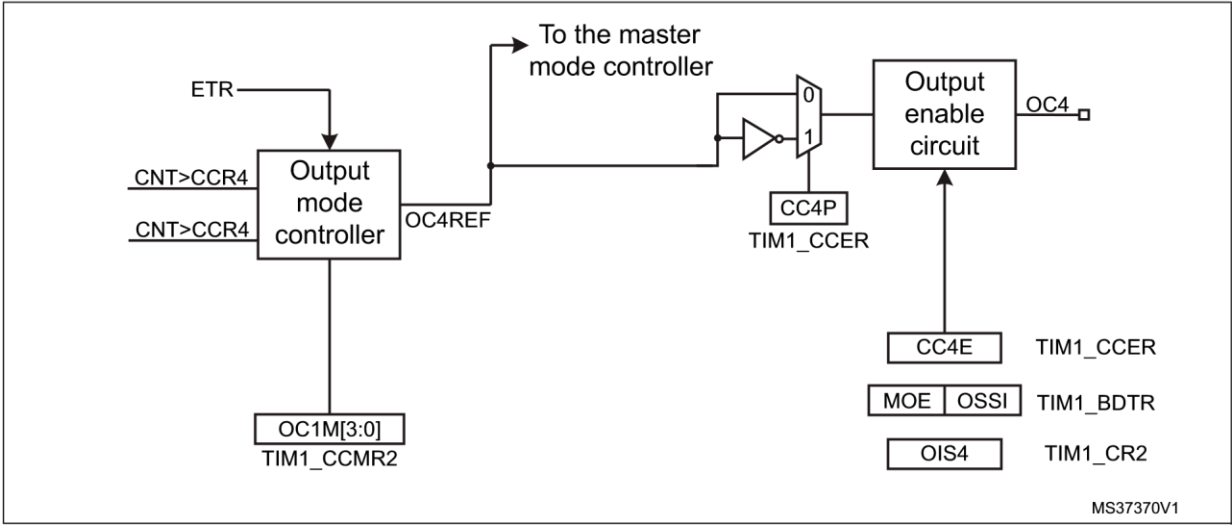 To the master
mode controller
ETR
0
1
Output
enable
circuit
OC4
CNT>CCR4
CNT>CCR4
Output
mode
controller
OC4REF
CC4P
TIM1_CCER
CC4E TIM1_CCER
MOE OSSI TIM1_BDTR
OIS4 TIM1_CR2
OC1M[3:0]
TIM1_CCMR2
MS37370V1